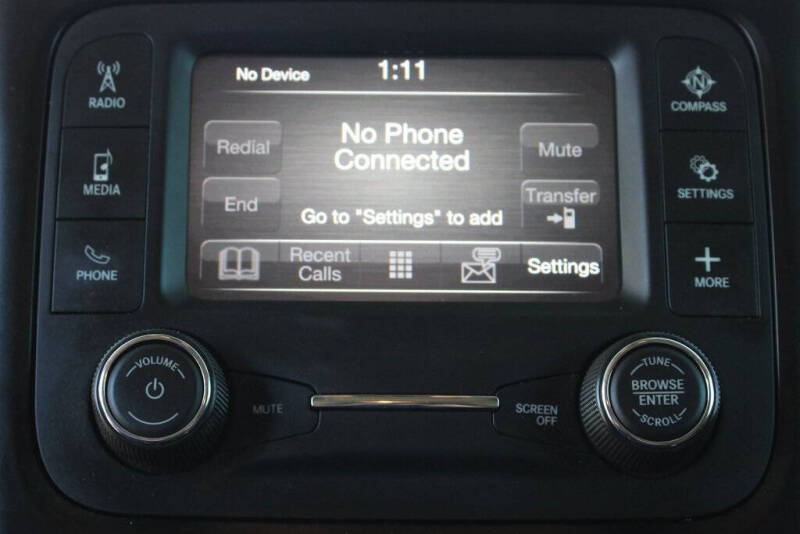 RADIO
MEDIA
PHONE
No Device
1:11
Redial
No Phone
Connected
Mute
End
Transfer
Go to "Settings" to add
Recent
Calls
Settings
N
COMPASS
SETTINGS
MORE
VOLUME
MUTE
SCREEN
OFF
TUNE
BROWSE
ENTER
SCROLL